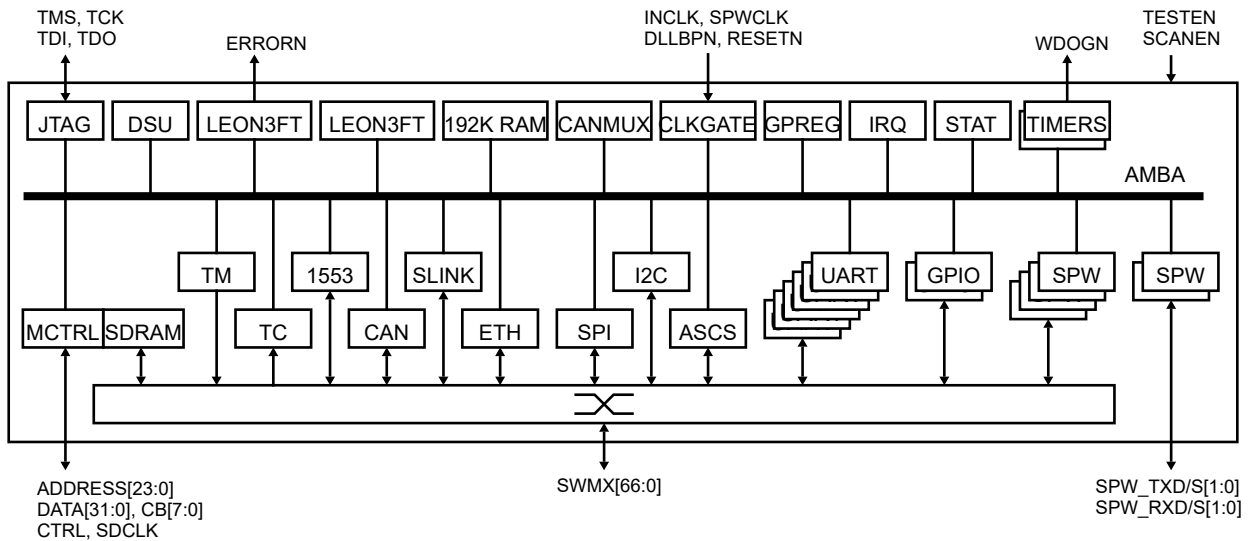 TMS, TCK
TDI, TDO
ERRORN
INCLK, SPWCLK
DLLBPN, RESETN
WDOGN
TESTEN
SCANEN
JTAG
DSU
LEON3FT
LEON3FT
192K RAM
CANMUX
CLKGATE
GPREG
IRQ
STAT
TIMERS
AMBA
TM
1553
SLINK
I2C
UART
GPIO
SPW
SPW
MCTRL
SDRAM
TC
CAN
ETH
SPI
ASCS
ADDRESS[23:0]
DATA[31:0], CB[7:0]
CTRL, SDCLK
SWMX[66:0]
SPW_TXD/S[1:0]
SPW_RXD/S[1:0]